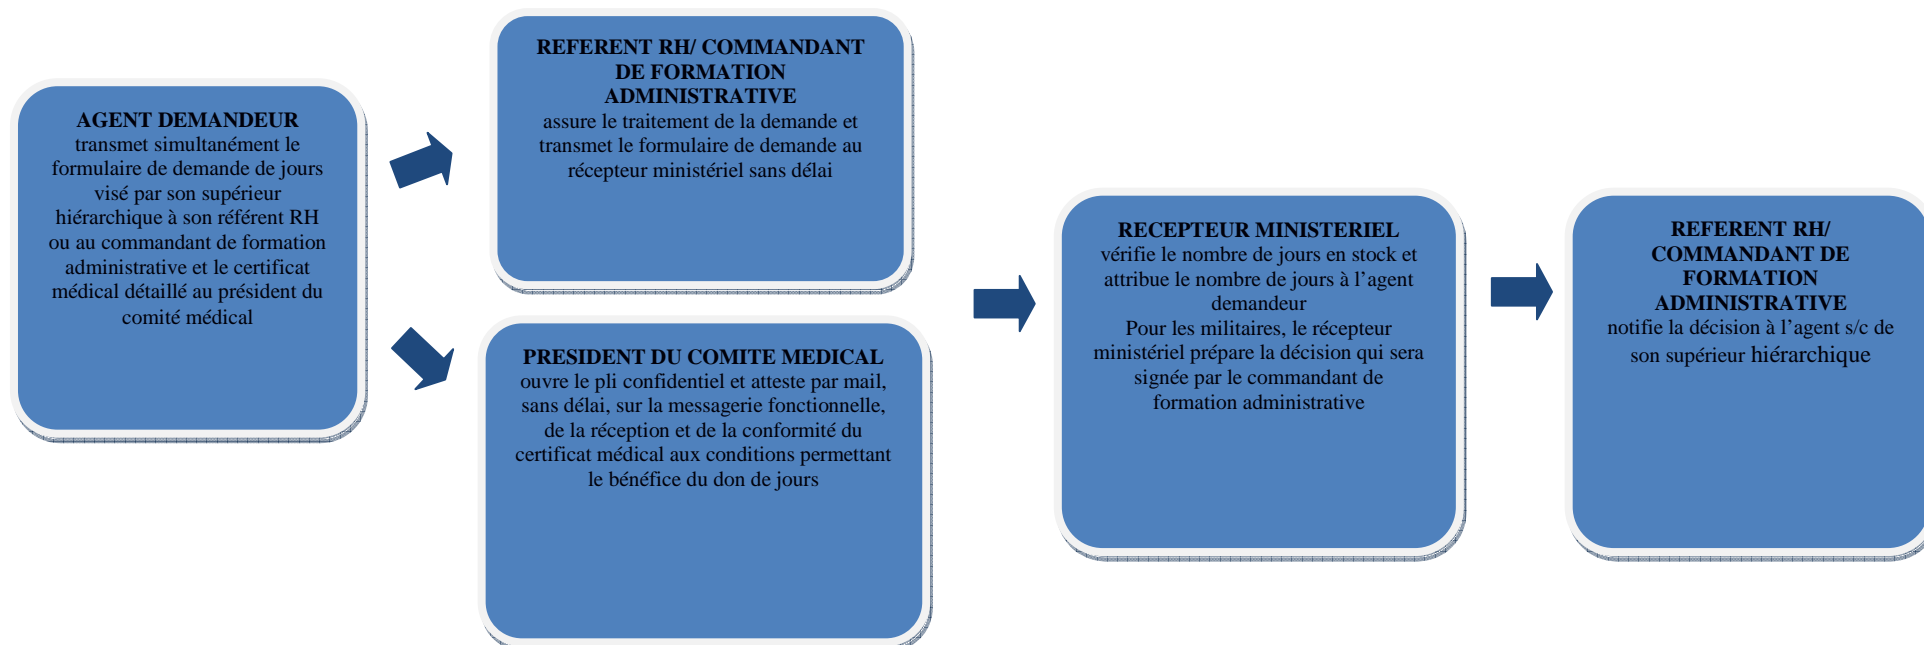 AGENT DEMANDEUR
transmet simultanément le
formulaire de demande de jours
visé par son supérieur
hiérarchique à son référent RH
ou au commandant de formation
administrative et le certificat
médical détaillé au président du
comité médical
REFERENT RH/ COMMANDANT
DE FORMATION
ADMINISTRATIVE
assure le traitement de la demande et
transmet le formulaire de demande au
récepteur ministériel sans délai
PRESIDENT DU COMITE MEDICAL
ouvre le pli confidentiel et atteste par mail,
sans délai, sur la messagerie fonctionnelle,
de la réception et de la conformité du
certificat médical aux conditions permettant
le bénéfice du don de jours
RECEPTEUR MINISTERIEL
vérifie le nombre de jours en stock et
attribue le nombre de jours à l’agent
demandeur
Pour les militaires, le récepteur
ministériel prépare la décision qui sera
signée par le commandant de
formation administrative
REFERENT RH/
COMMANDANT DE
FORMATION
ADMINISTRATIVE
notifie la décision à l’agent s/c de
son supérieur hiérarchique